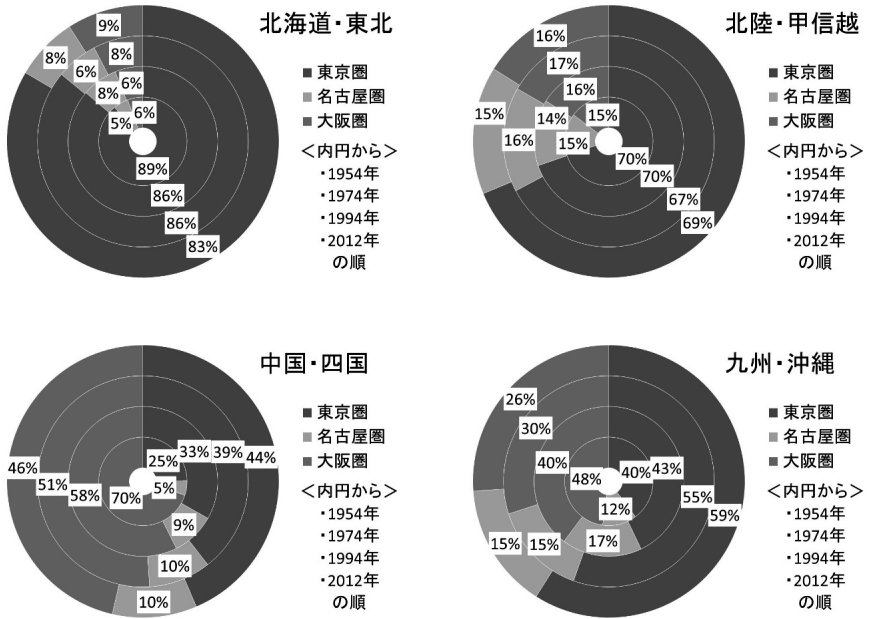 北海道・東北
9%
8%
8%
6%
6%
8%
6%
5%
89%
86%
86%
83%
■東京圏
■名古屋圏
■大阪圏
＜内円から＞
・1954年
・1974年
・1994年
・2012年
の順
北陸・甲信越
16%
17%
16%
15%
15%
14%
16%
15%
70%
70%
67%
69%
■東京圏
■名古屋圏
■大阪圏
＜内円から＞
・1954年
・1974年
・1994年
・2012年
の順
中国・四国
25%
33%
39%
44%
46%
51%
58%
70%
5%
9%
10%
10%
■東京圏
■名古屋圏
■大阪圏
＜内円から＞
・1954年
・1974年
・1994年
・2012年
の順
九州・沖縄
26%
30%
40%
48%
40%
43%
55%
59%
12%
17%
15%
15%
■東京圏
■名古屋圏
■大阪圏
＜内円から＞
・1954年
・1974年
・1994年
・2012年
の順